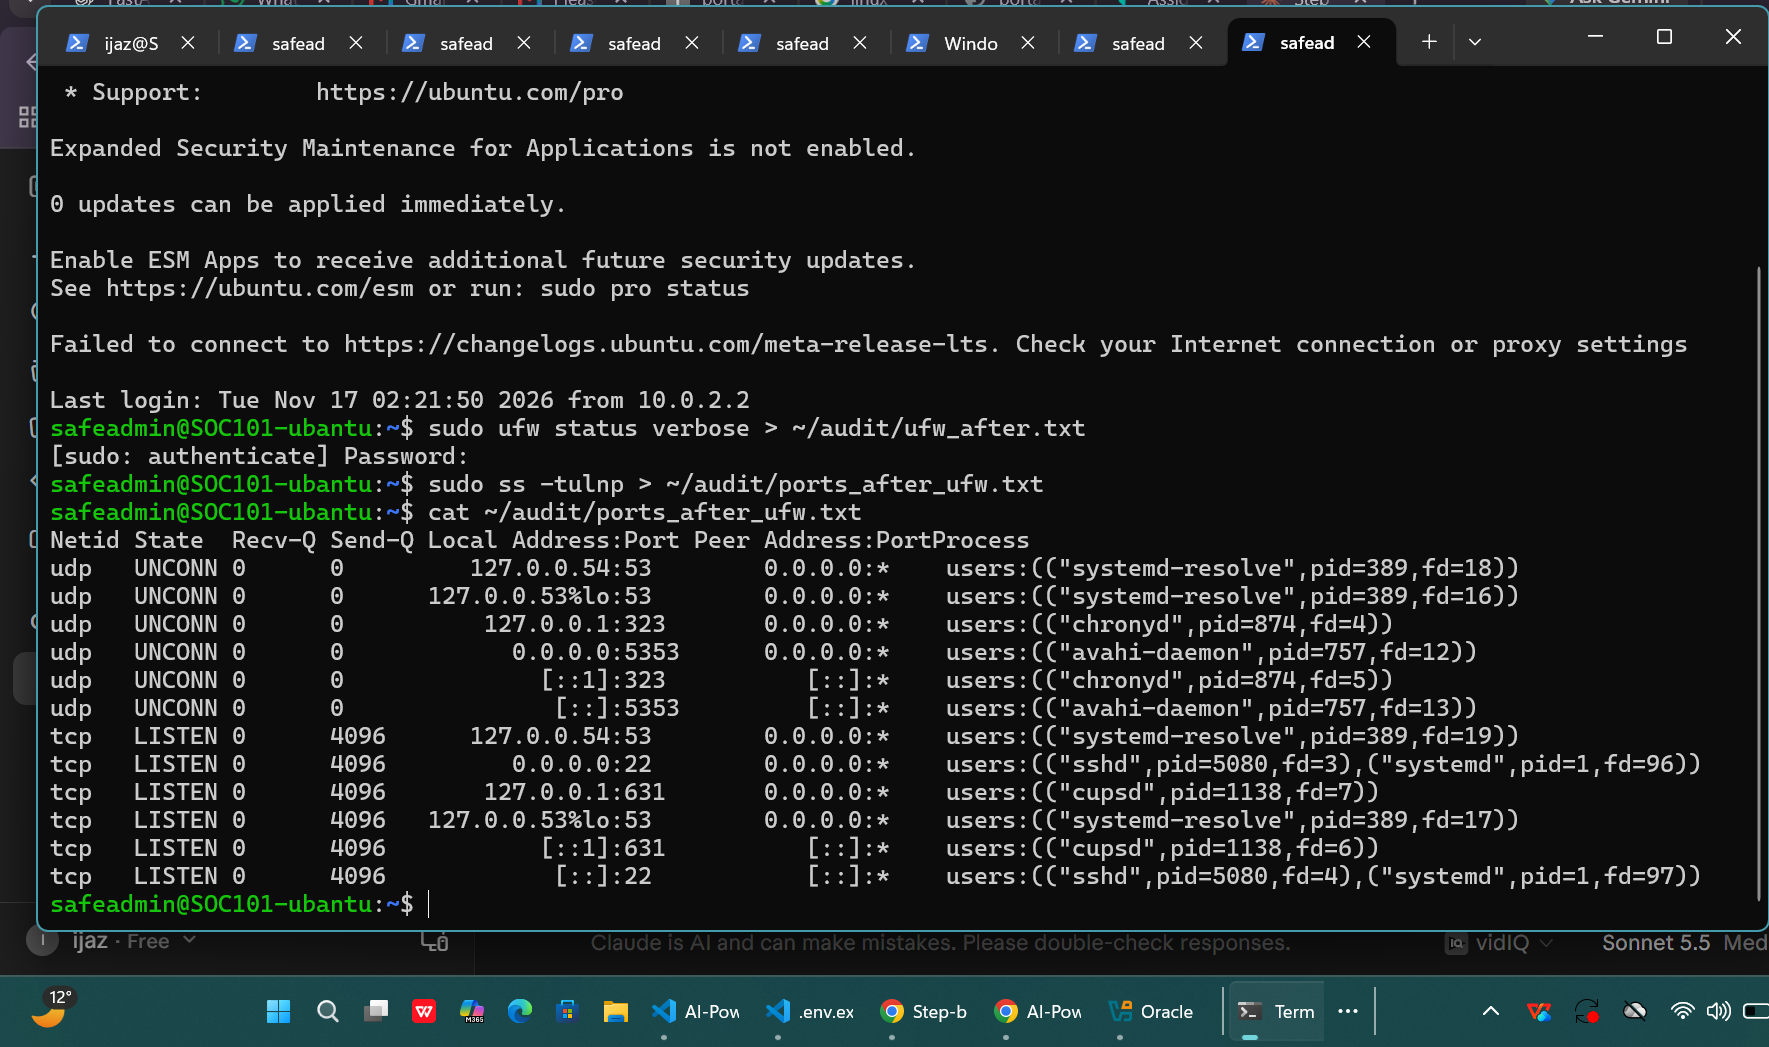 ijaz@S safead safead safead safead Windo safead safead
* Support:        https://ubuntu.com/pro
Expanded Security Maintenance for Applications is not enabled.
0 updates can be applied immediately.
Enable ESM Apps to receive additional future security updates.
See https://ubuntu.com/esm or run: sudo pro status
Failed to connect to https://changelogs.ubuntu.com/meta-release-lts. Check your Internet connection or proxy settings
Last login: Tue Nov 17 02:21:50 2026 from 10.0.2.2
safeadmin@SOC101-ubuntu:~$ sudo ufw status verbose > ~/audit/ufw_after.txt
[sudo: authenticate] Password:
safeadmin@SOC101-ubuntu:~$ sudo ss -tulnp > ~/audit/ports_after_ufw.txt
safeadmin@SOC101-ubuntu:~$ cat ~/audit/ports_after_ufw.txt
Netid State  Recv-Q Send-Q Local Address:Port Peer Address:PortProcess
udp   UNCONN 0      0         127.0.0.54:53        0.0.0.0:*    users:(("systemd-resolve",pid=389,fd=18))
udp   UNCONN 0      0      127.0.0.53%lo:53        0.0.0.0:*    users:(("systemd-resolve",pid=389,fd=16))
udp   UNCONN 0      0          127.0.0.1:323       0.0.0.0:*    users:(("chronyd",pid=874,fd=4))
udp   UNCONN 0      0            0.0.0.0:5353      0.0.0.0:*    users:(("avahi-daemon",pid=757,fd=12))
udp   UNCONN 0      0              [::1]:323          [::]:*    users:(("chronyd",pid=874,fd=5))
udp   UNCONN 0      0               [::]:5353         [::]:*    users:(("avahi-daemon",pid=757,fd=13))
tcp   LISTEN 0      4096      127.0.0.54:53        0.0.0.0:*    users:(("systemd-resolve",pid=389,fd=19))
tcp   LISTEN 0      4096         0.0.0.0:22        0.0.0.0:*    users:(("sshd",pid=5080,fd=3),("systemd",pid=1,fd=96))
tcp   LISTEN 0      4096       127.0.0.1:631       0.0.0.0:*    users:(("cupsd",pid=1138,fd=7))
tcp   LISTEN 0      4096   127.0.0.53%lo:53        0.0.0.0:*    users:(("systemd-resolve",pid=389,fd=17))
tcp   LISTEN 0      4096           [::1]:631          [::]:*    users:(("cupsd",pid=1138,fd=6))
tcp   LISTEN 0      4096            [::]:22           [::]:*    users:(("sshd",pid=5080,fd=4),("systemd",pid=1,fd=97))
safeadmin@SOC101-ubuntu:~$
I ijaz · Free Claude is AI and can make mistakes. Please double-check responses. vidIQ Sonnet 5.5 Med
12° M365 AI-Pow .env.ex Step-b AI-Pow Oracle Term